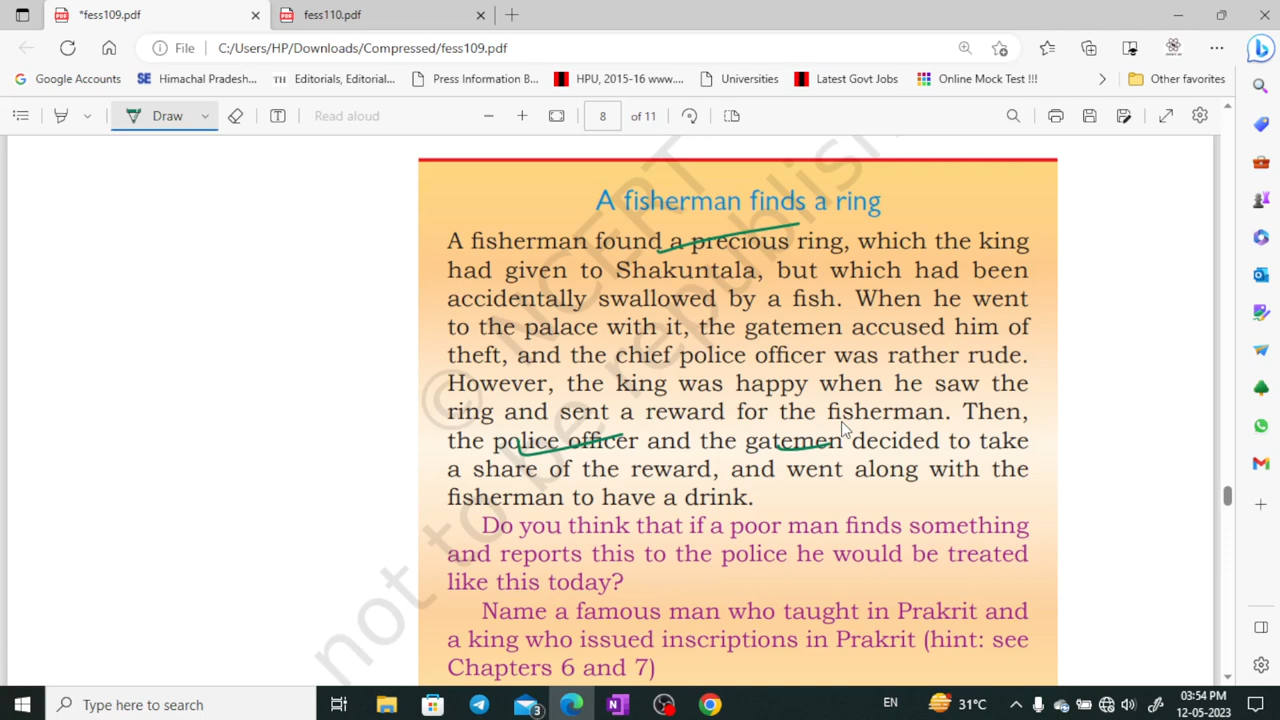 *fess109.pdf
fess110.pdf
File C:/Users/HP/Downloads/Compressed/fess109.pdf
Google Accounts SE Himachal Pradesh... TH Editorials, Editorial... Press Information B... HPU, 2015-16 www.... Universities Latest Govt Jobs Online Mock Test !!! Other favorites
Draw Read aloud 8 of 11
A fisherman finds a ring
A fisherman found a precious ring, which the king
had given to Shakuntala, but which had been
accidentally swallowed by a fish. When he went
to the palace with it, the gatemen accused him of
theft, and the chief police officer was rather rude.
However, the king was happy when he saw the
ring and sent a reward for the fisherman. Then,
the police officer and the gatemen decided to take
a share of the reward, and went along with the
fisherman to have a drink.
Do you think that if a poor man finds something
and reports this to the police he would be treated
like this today?
Name a famous man who taught in Prakrit and
a king who issued inscriptions in Prakrit (hint: see
Chapters 6 and 7)
© NCERT
not to be republis
Type here to search
3
EN 31°C 03:54 PM
12-05-2023